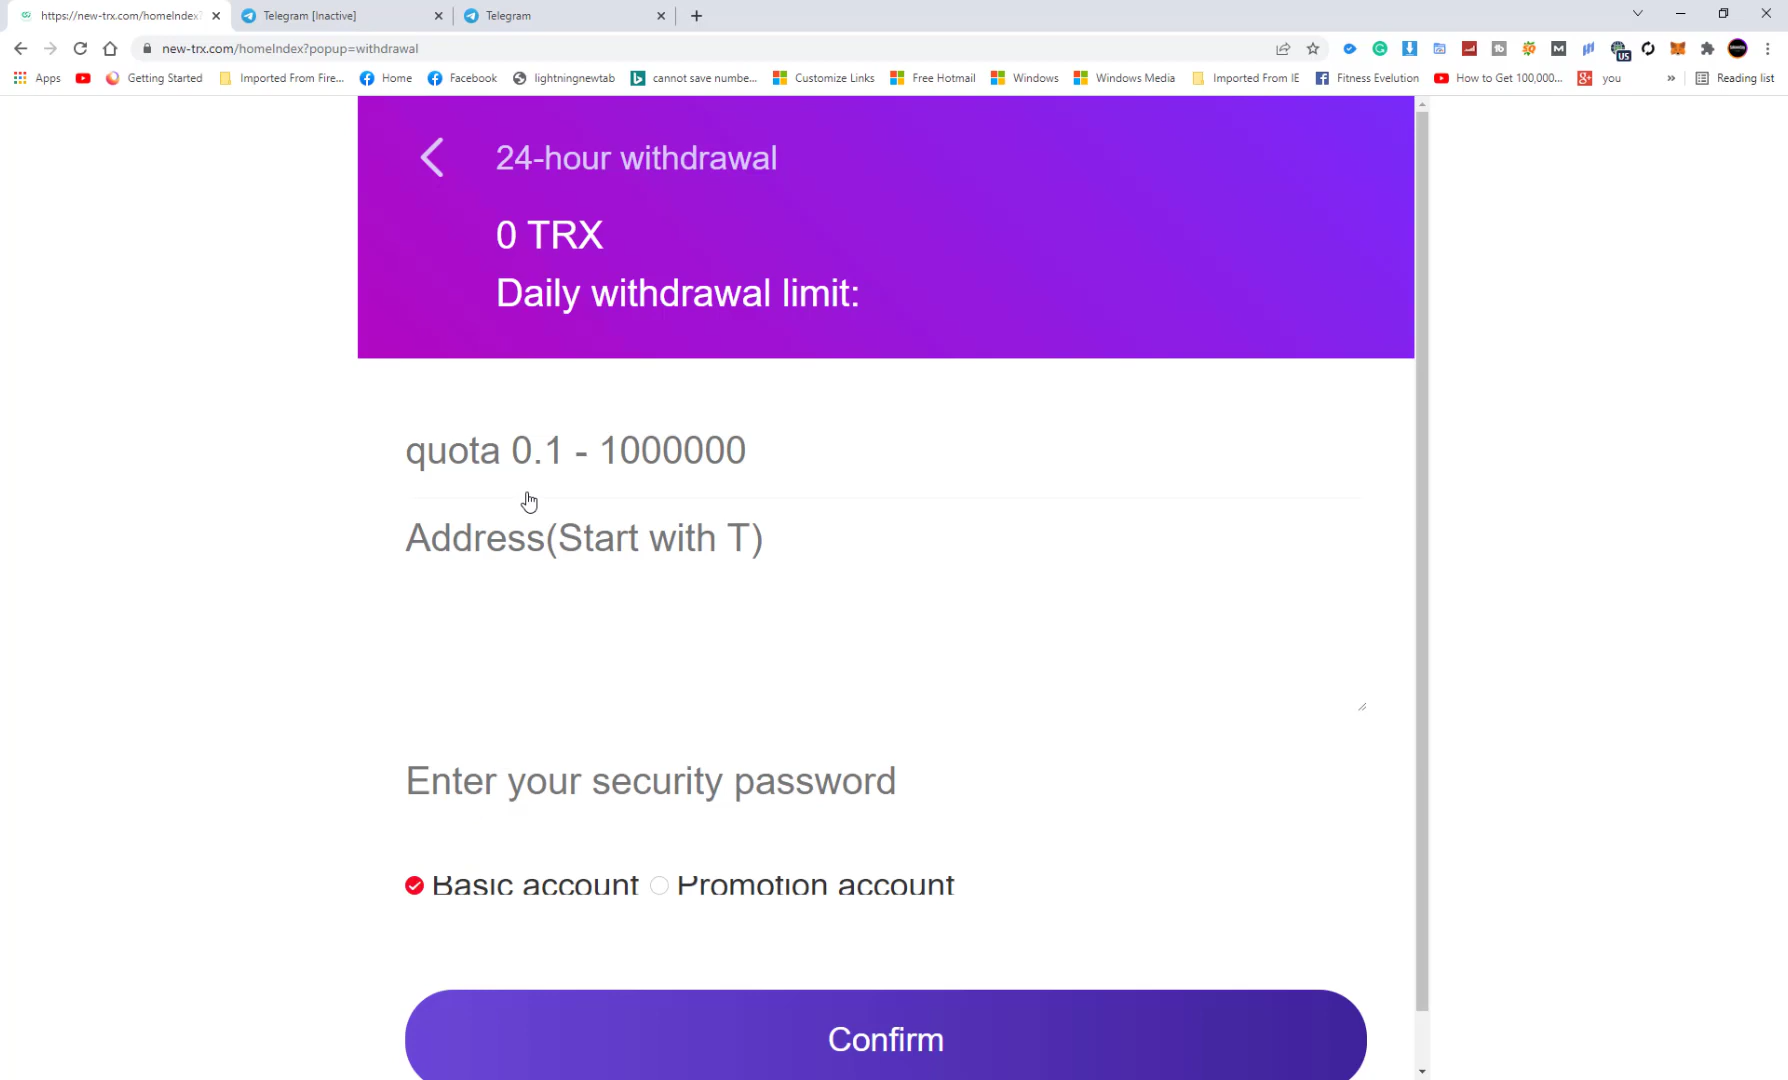 https://new-trx.com/homeIndex?
Telegram [Inactive]
Telegram
new-trx.com/homeIndex?popup=withdrawal
US
Apps
Getting Started
Imported From Fire...
Home
Facebook
lightningnewtab
cannot save numbe...
Customize Links
Free Hotmail
Windows
Windows Media
Imported From IE
Fitness Evelution
How to Get 100,000...
you
»
Reading list
24-hour withdrawal
0 TRX
Daily withdrawal limit:
quota 0.1 - 1000000
Address(Start with T)
Enter your security password
Basic account
Promotion account
Confirm